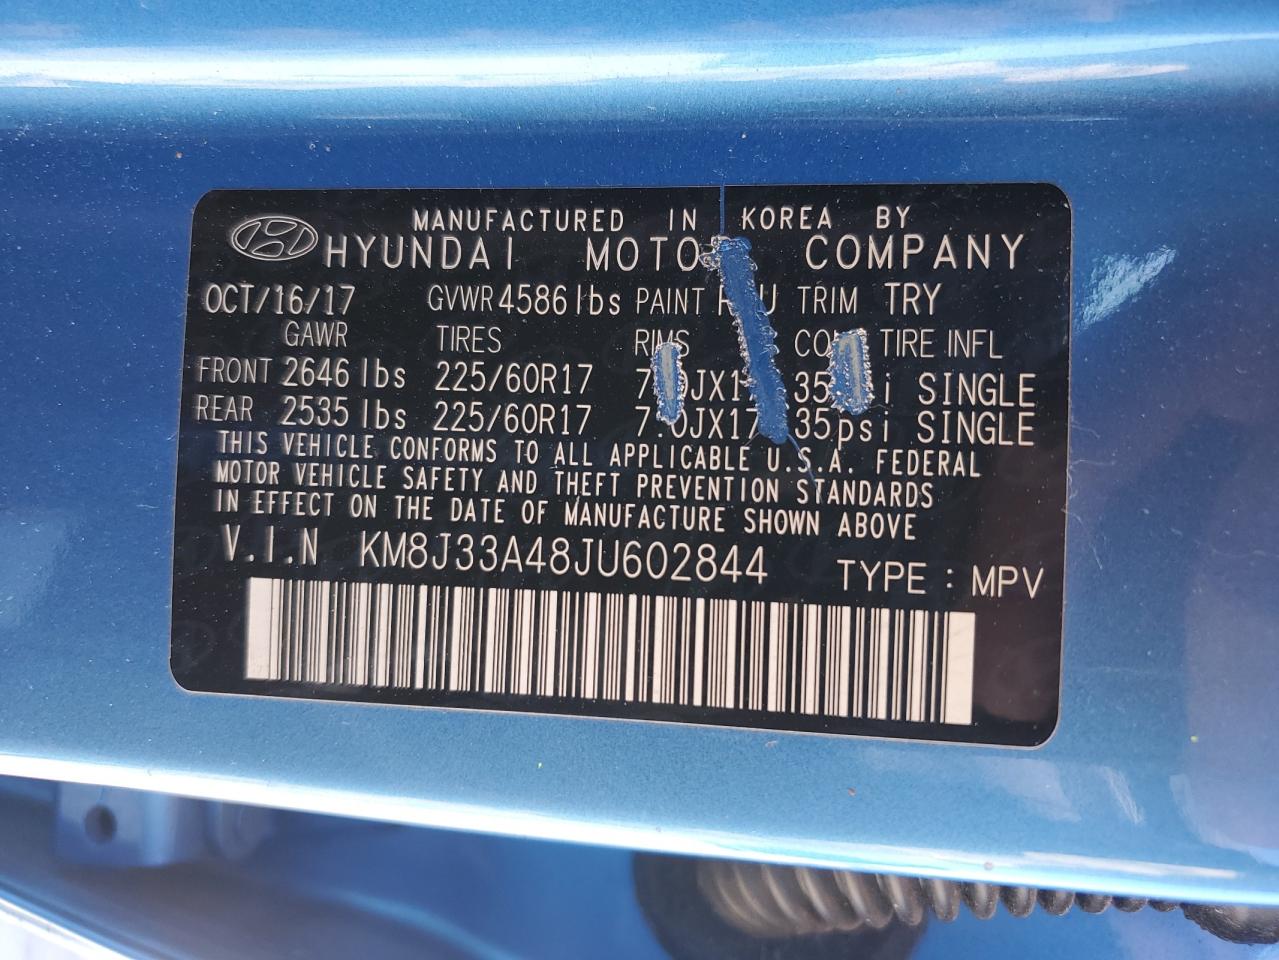 MANUFACTURED IN KOREA BY
HYUNDAI COMPANY
OCT/16/17 GVWR 4586 lbs PAINT TRIM TRY
GAWR TIRES RIMS TIRE INFL
FRONT 2646 lbs 225/60R17 SINGLE
REAR 2535 lbs 225/60R17 7.0JX17 35psi SINGLE
THIS VEHICLE CONFORMS TO ALL APPLICABLE U.S.A. FEDERAL
MOTOR VEHICLE SAFETY AND THEFT PREVENTION STANDARDS
IN EFFECT ON THE DATE OF MANUFACTURE SHOWN ABOVE
V.I.N KM8J33A48JU602844 TYPE : MPV